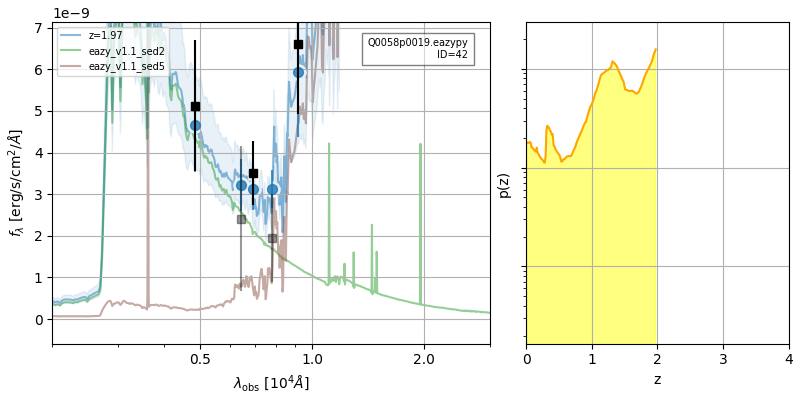 1e−9
z=1.97
eazy_v1.1_sed2
eazy_v1.1_sed5
Q0058p0019.eazypy
ID=42
7
6
5
4
3
2
1
0
f_λ [erg/s/cm²/Å]
0.5
1.0
2.0
λ_obs [10⁴Å]
p(z)
0
1
2
3
4
z